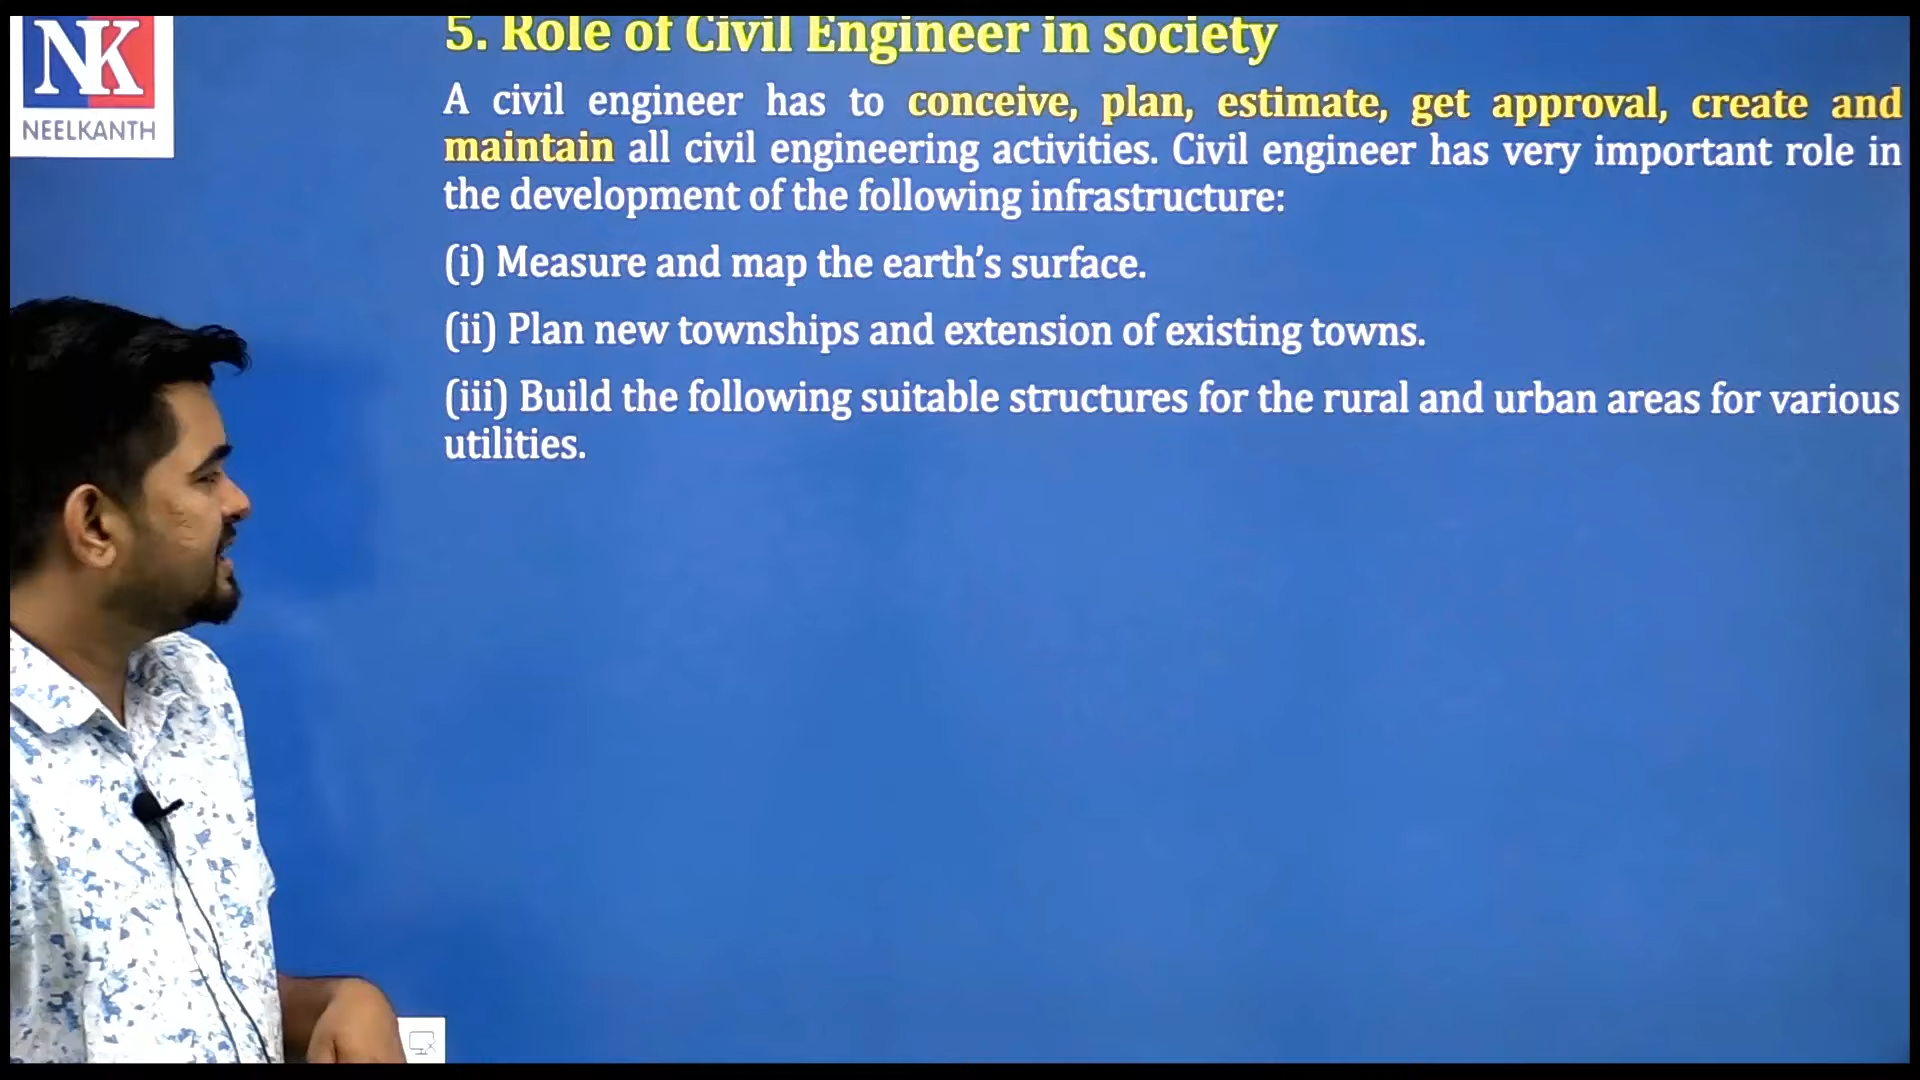 NK
NEELKANTH
5. Role of Civil Engineer in society
A civil engineer has to conceive, plan, estimate, get approval, create and
maintain all civil engineering activities. Civil engineer has very important role in
the development of the following infrastructure:
(i) Measure and map the earth’s surface.
(ii) Plan new townships and extension of existing towns.
(iii) Build the following suitable structures for the rural and urban areas for various
utilities.